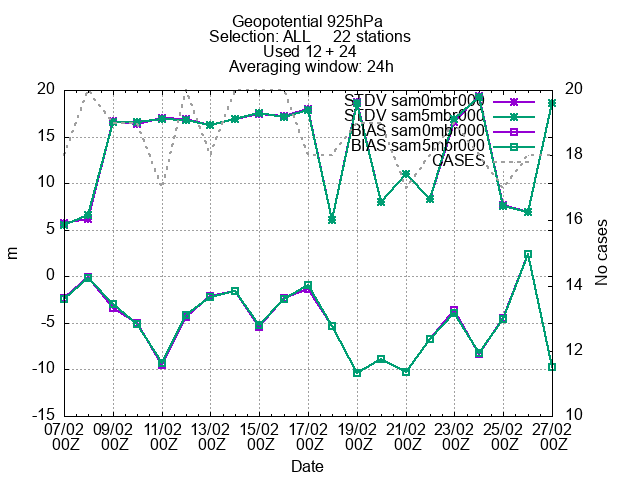 Geopotential 925hPa
Selection: ALL 22 stations
Used 12 + 24
Averaging window: 24h
STDV sam0mbr000
STDV sam5mbr000
BIAS sam0mbr000
BIAS sam5mbr000
CASES
20
15
10
5
0
-5
-10
-15
m
20
18
16
14
12
10
No cases
07/02 09/02 11/02 13/02 15/02 17/02 19/02 21/02 23/02 25/02 27/02
00Z 00Z 00Z 00Z 00Z 00Z 00Z 00Z 00Z 00Z 00Z
Date